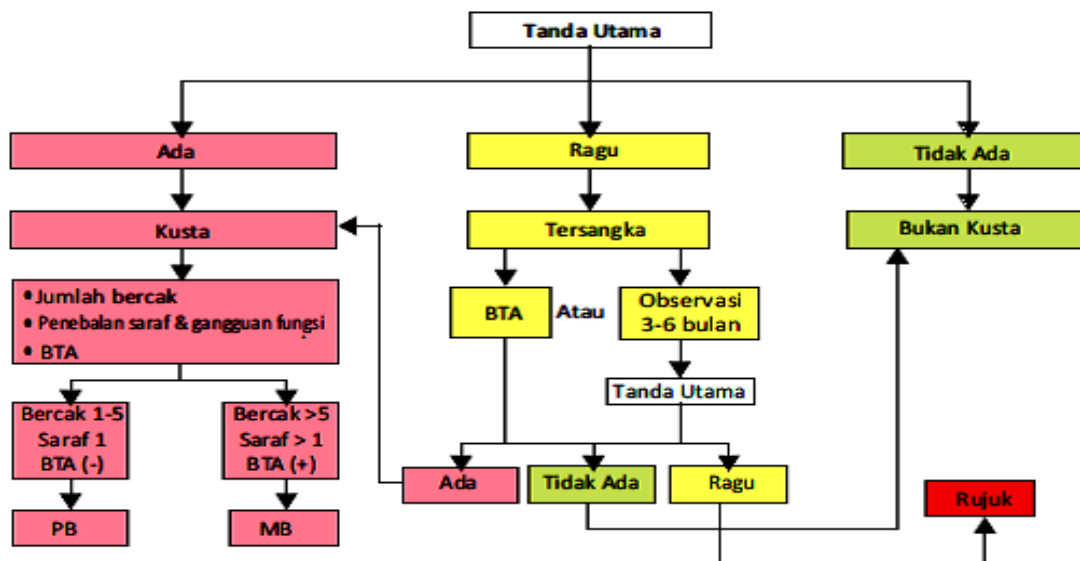 Tanda Utama
Ada
Ragu
Tidak Ada
Kusta
Tersangka
Bukan Kusta
• Jumlah bercak
• Penebalan saraf & gangguan fungsi
• BTA
BTA
Atau
Observasi
3-6 bulan
Tanda Utama
Bercak 1-5
Saraf 1
BTA (-)
Bercak >5
Saraf > 1
BTA (+)
Ada
Tidak Ada
Ragu
Rujuk
PB
MB